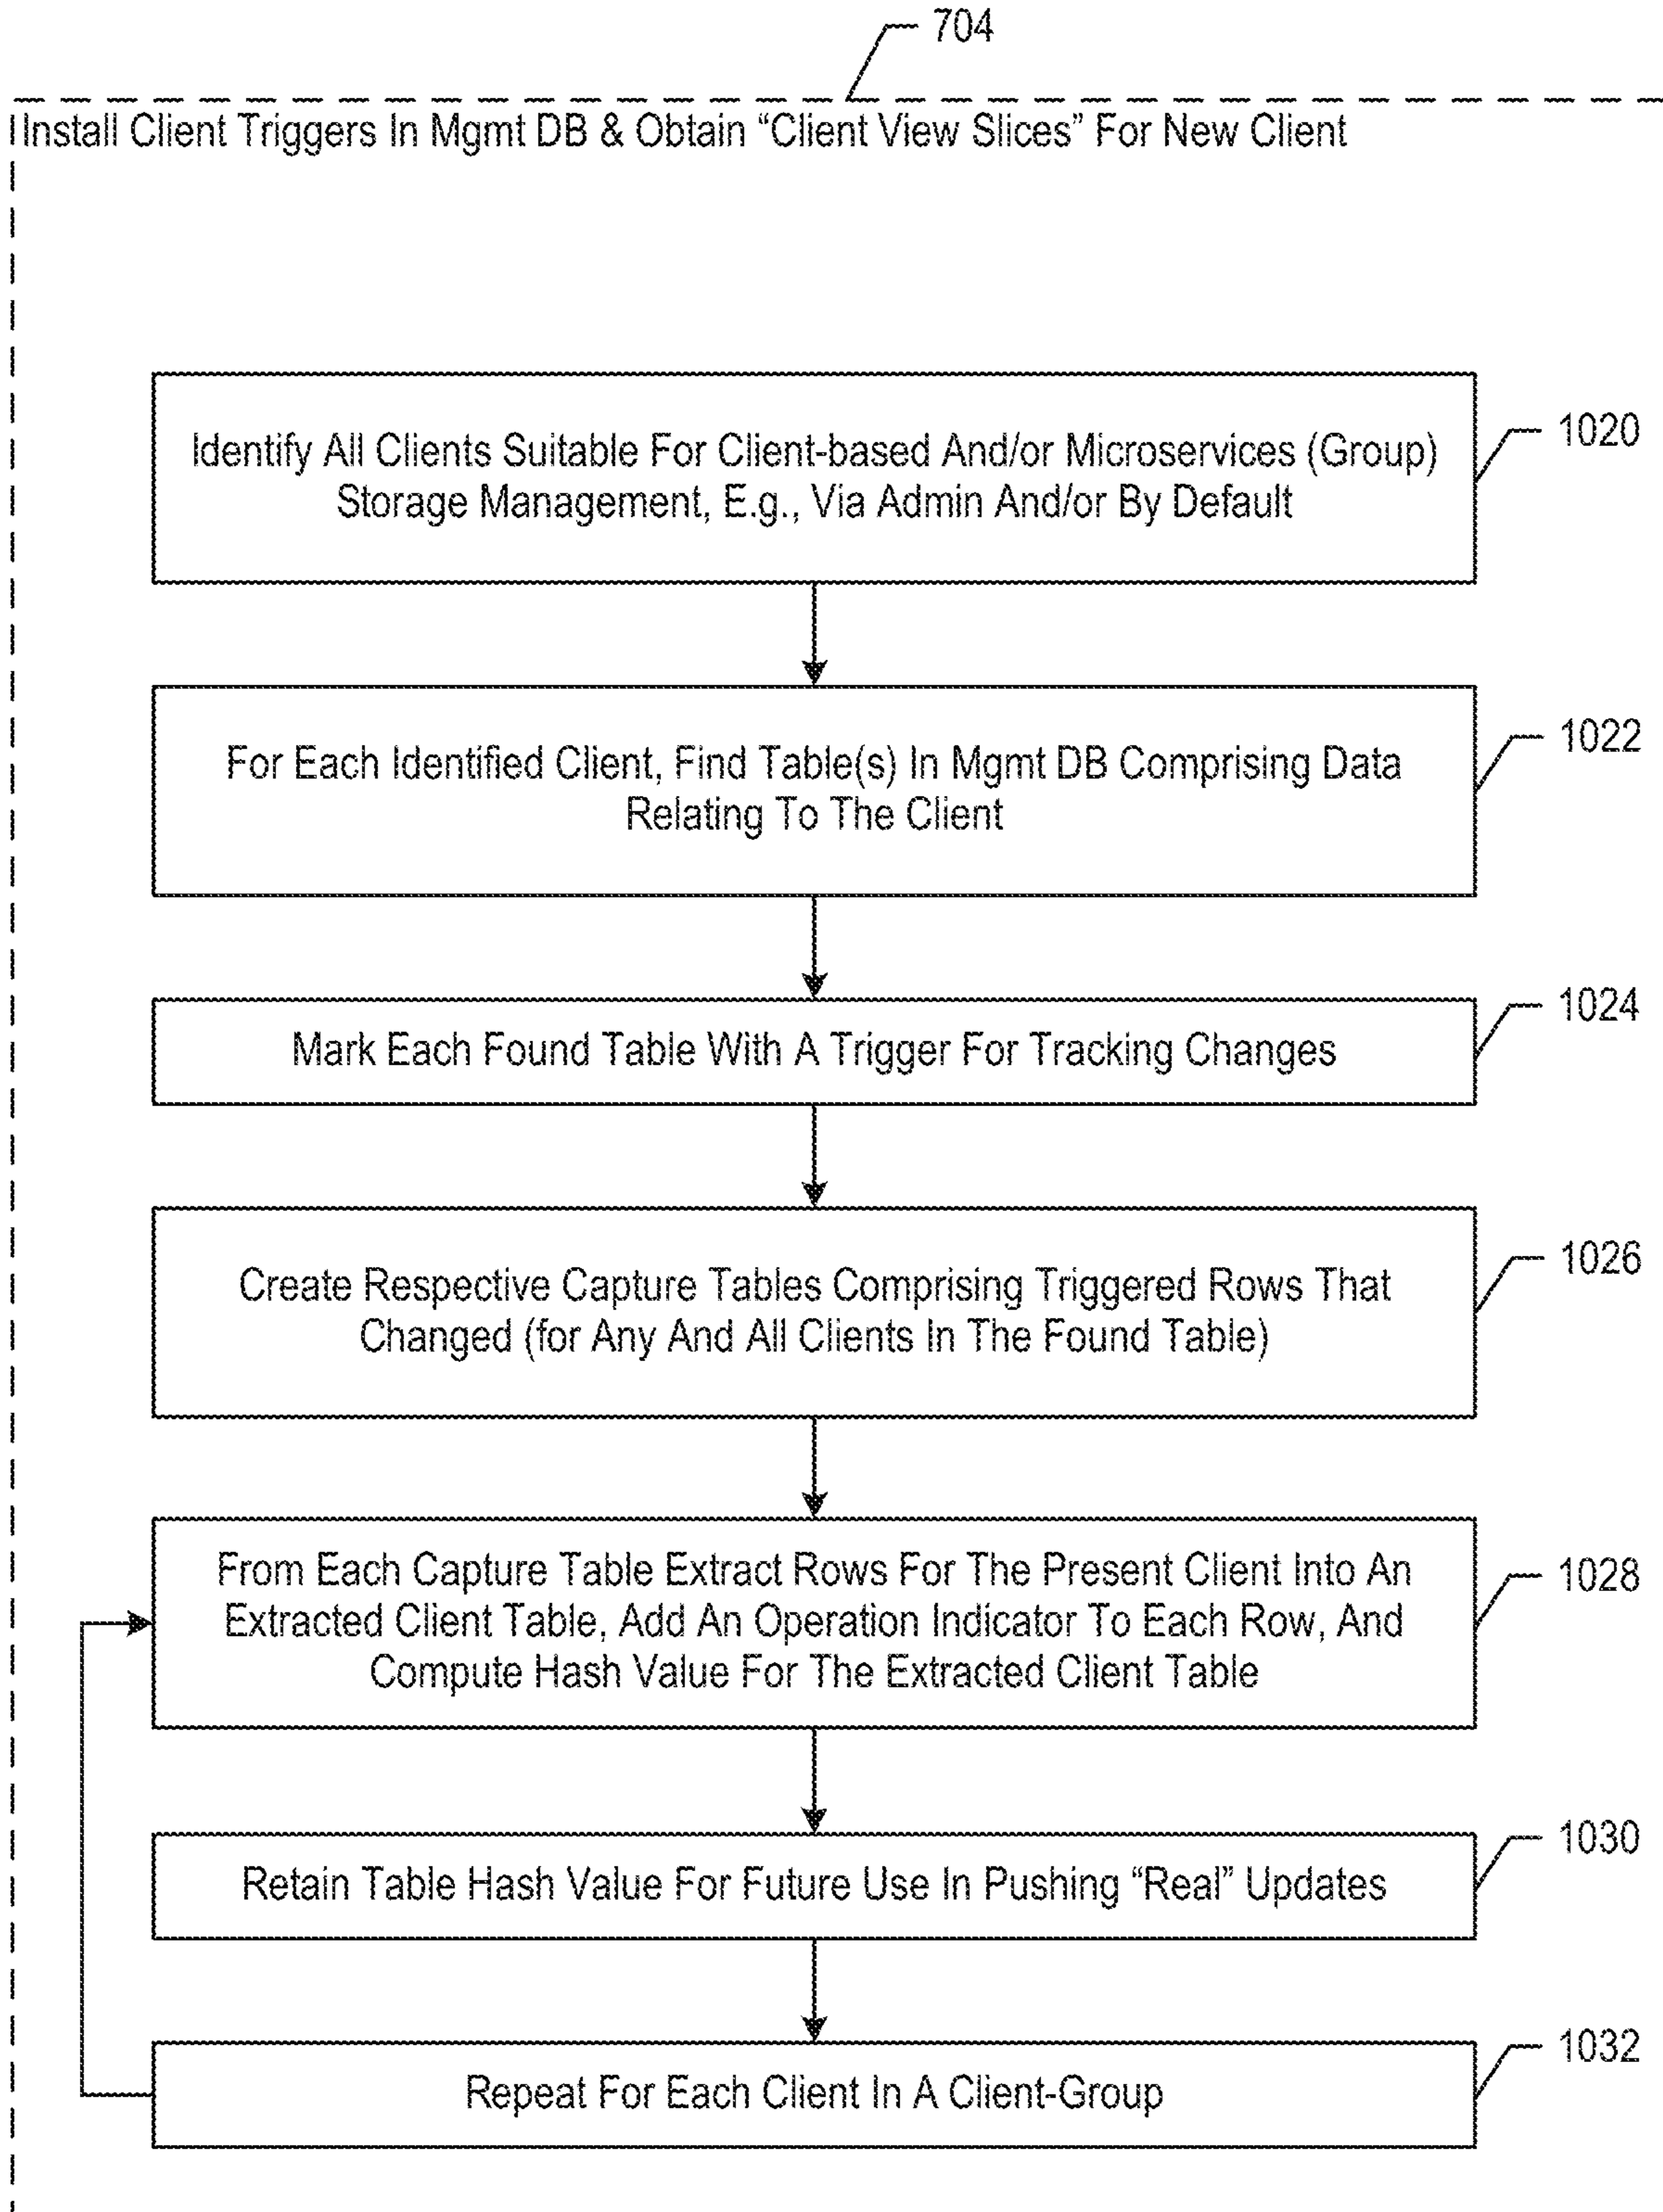 704
Install Client Triggers In Mgmt DB & Obtain “Client View Slices” For New Client
Identify All Clients Suitable For Client-based And/or Microservices (Group)
Storage Management, E.g., Via Admin And/or By Default
1020
For Each Identified Client, Find Table(s) In Mgmt DB Comprising Data
Relating To The Client
1022
Mark Each Found Table With A Trigger For Tracking Changes
1024
Create Respective Capture Tables Comprising Triggered Rows That
Changed (for Any And All Clients In The Found Table)
1026
From Each Capture Table Extract Rows For The Present Client Into An
Extracted Client Table, Add An Operation Indicator To Each Row, And
Compute Hash Value For The Extracted Client Table
1028
Retain Table Hash Value For Future Use In Pushing “Real” Updates
1030
Repeat For Each Client In A Client-Group
1032